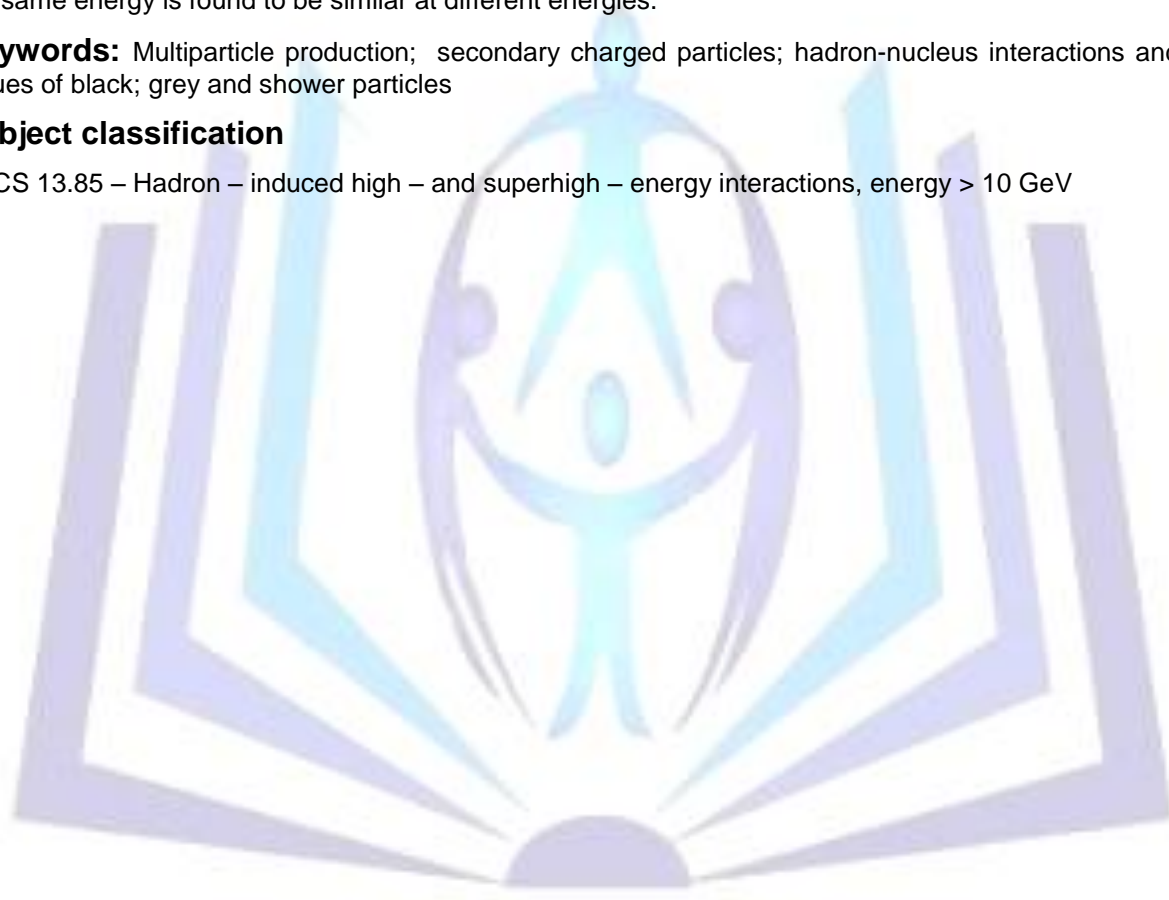 same energy is found to be similar at different energies.
ywords: Multiparticle production; secondary charged particles; hadron-nucleus interactions and
ues of black; grey and shower particles
bject classification
CS 13.85 – Hadron – induced high – and superhigh – energy interactions, energy > 10 GeV